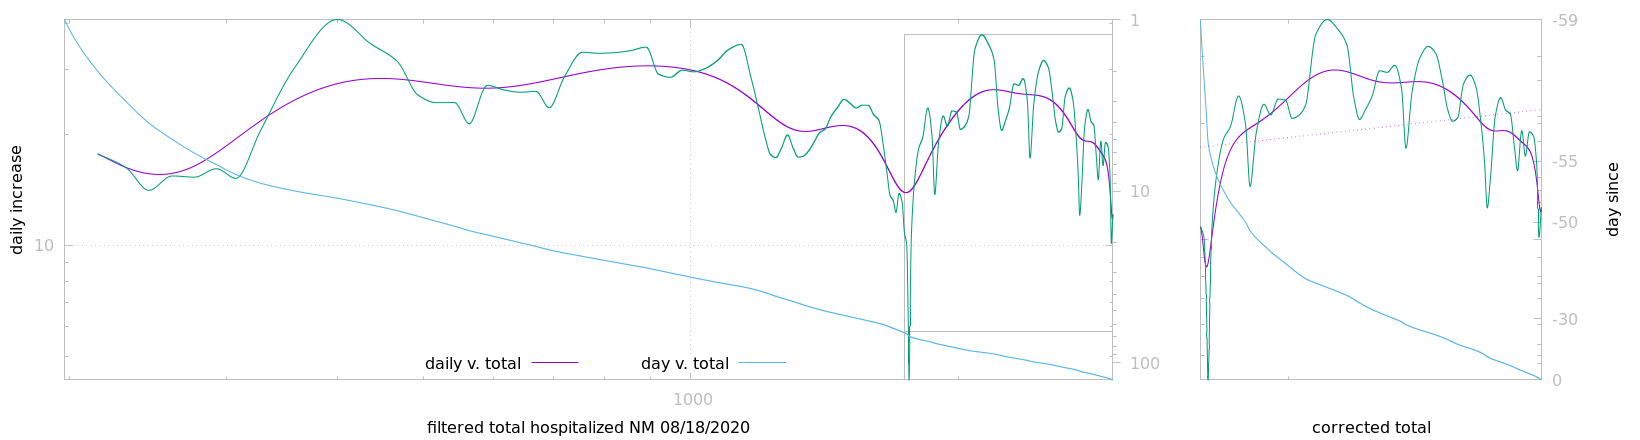 daily increase
10
1000
1
10
100
daily v. total
day v. total
filtered total hospitalized NM 08/18/2020
-59
-55
-50
-30
0
day since
corrected total